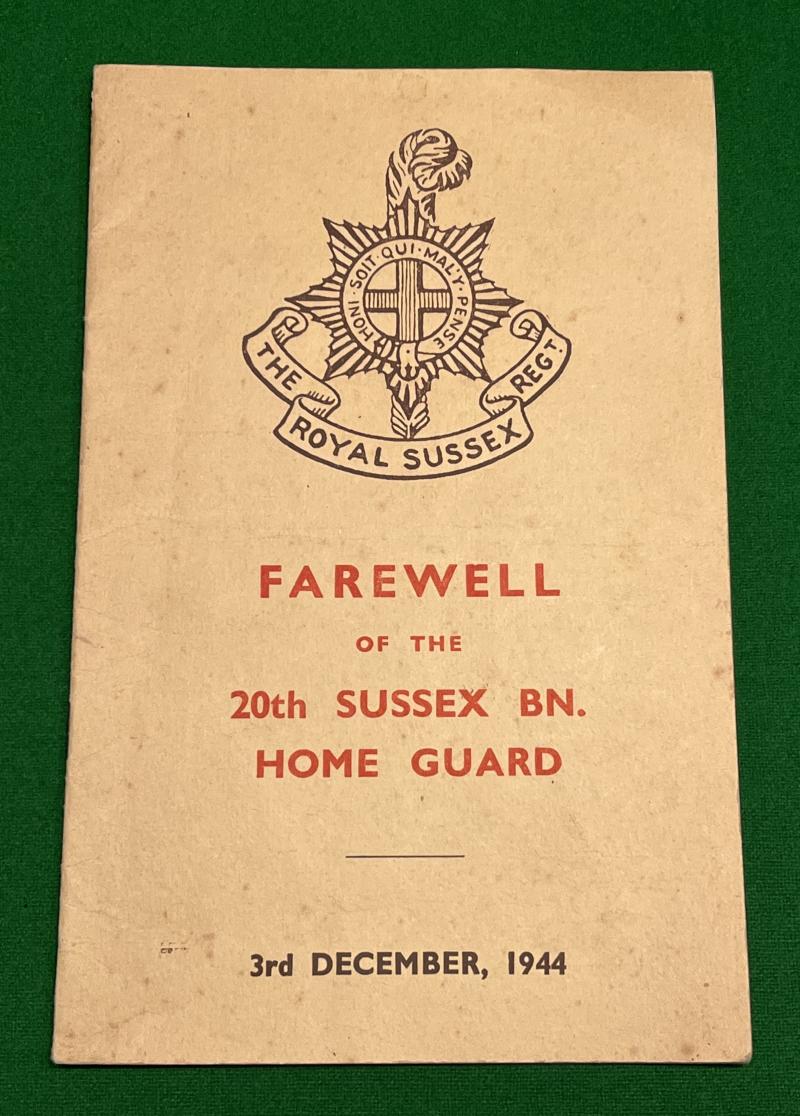 HONI · SOIT · QUI · MAL · Y · PENSE
THE ROYAL SUSSEX REGT.
FAREWELL
OF THE
20th SUSSEX BN.
HOME GUARD
3rd DECEMBER, 1944